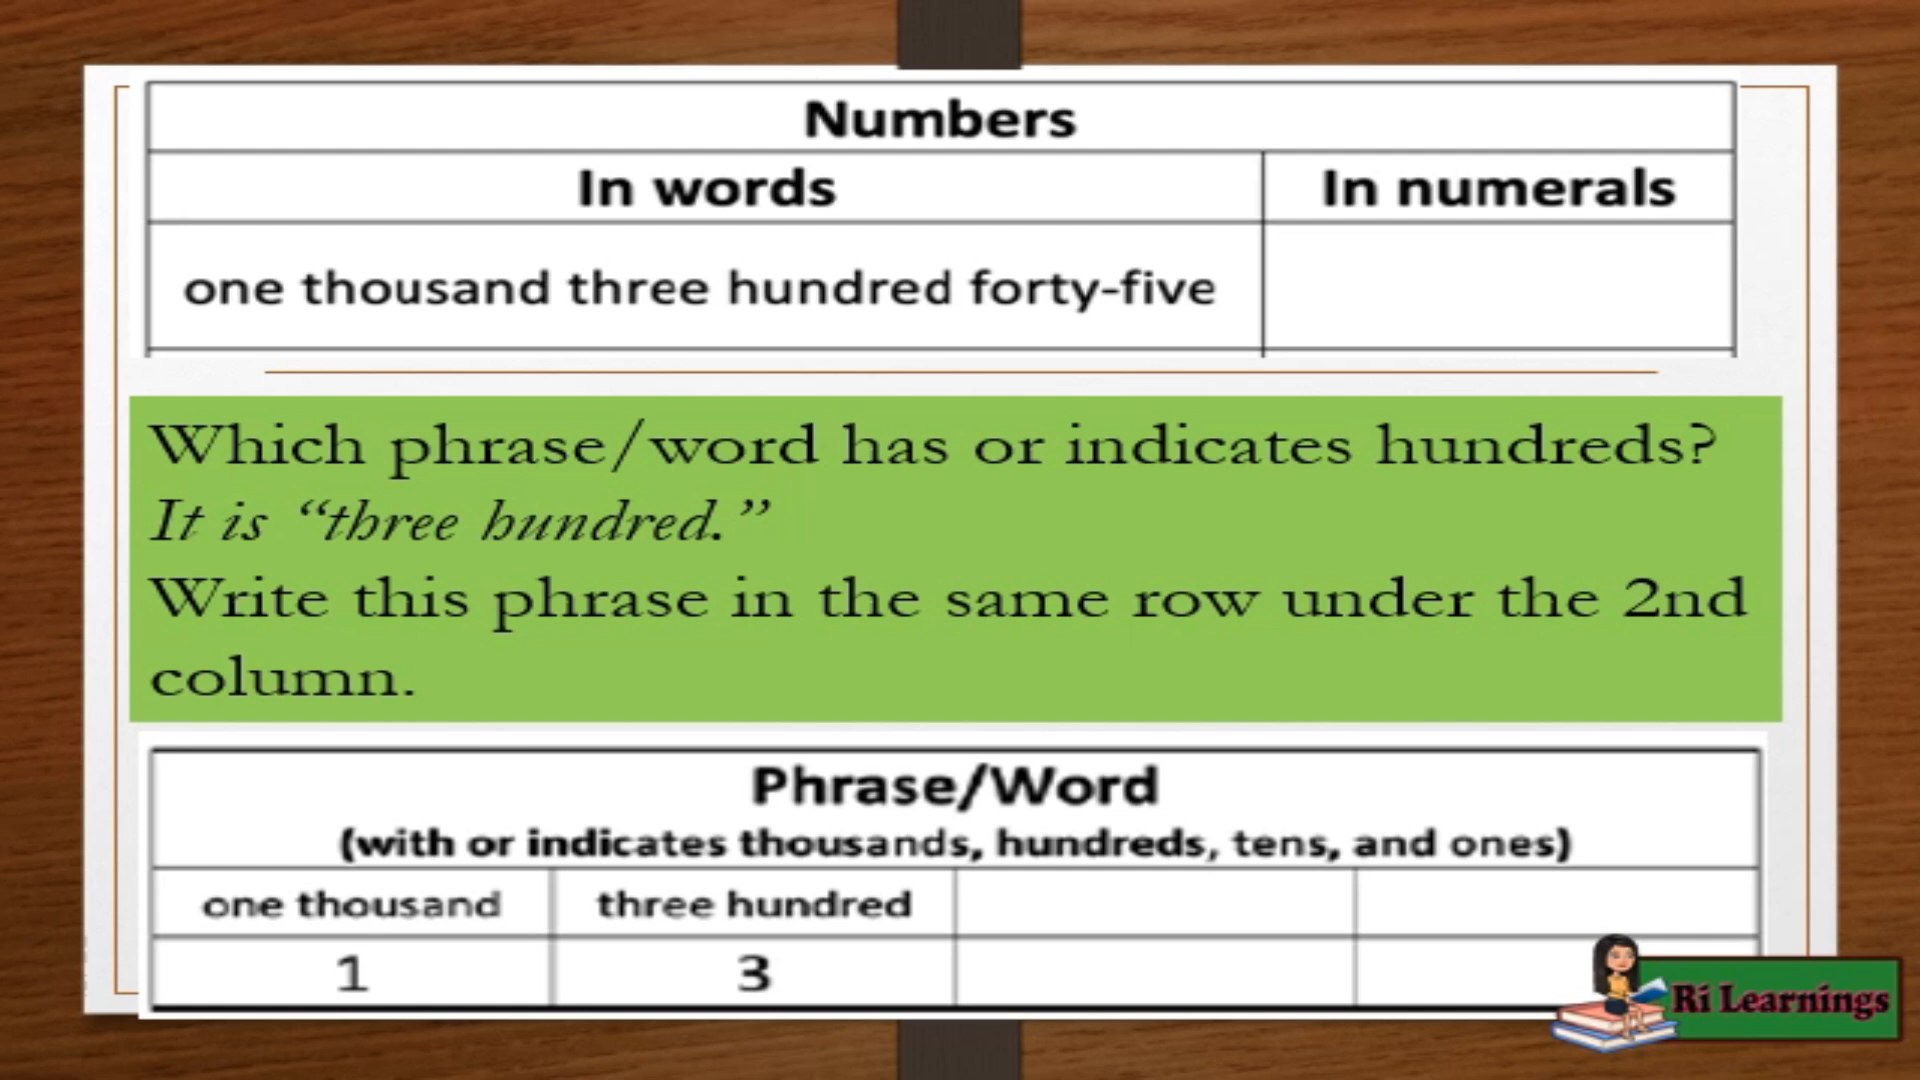 Numbers
In words In numerals
one thousand three hundred forty-five
Which phrase/word has or indicates hundreds?
It is “three hundred.”
Write this phrase in the same row under the 2nd
column.
Phrase/Word
(with or indicates thousands, hundreds, tens, and ones)
one thousand three hundred
1 3
Ri Learnings